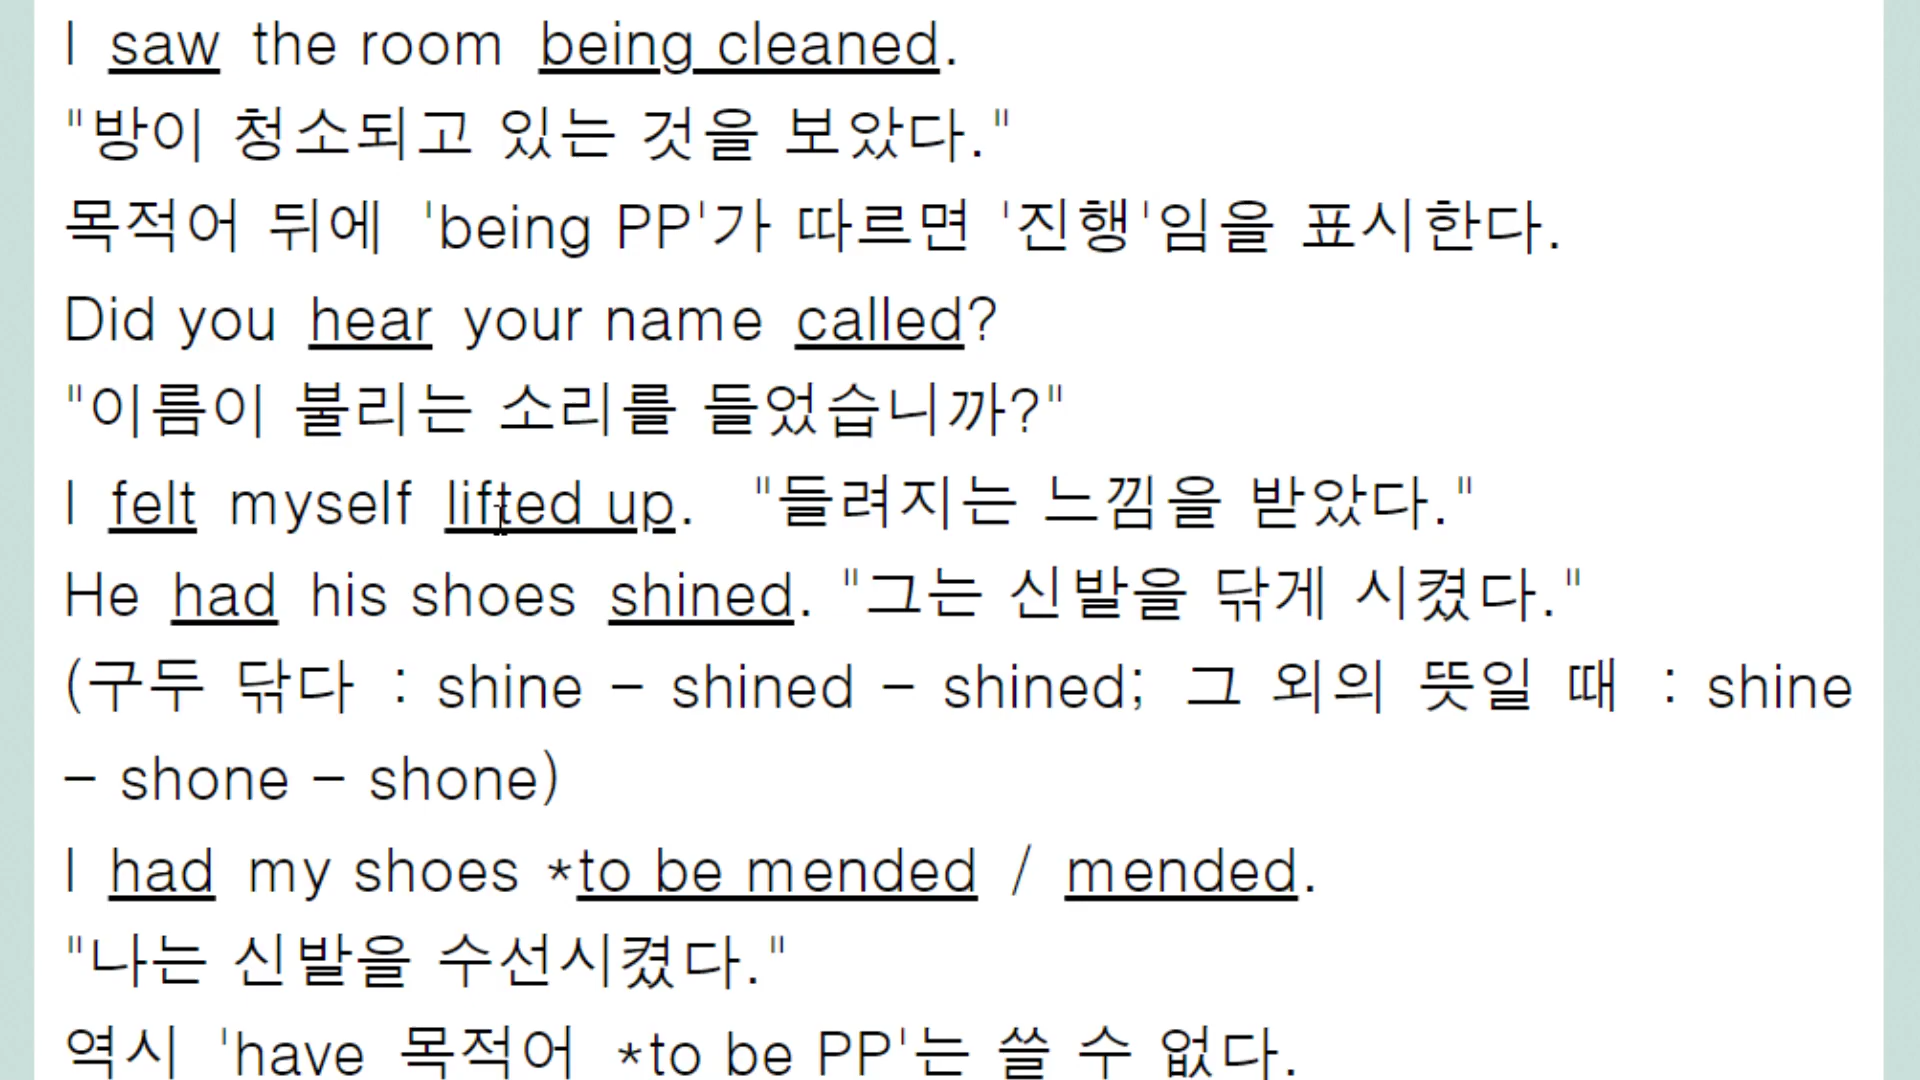 I saw the room being cleaned.
"방이 청소되고 있는 것을 보았다."
목적어 뒤에 'being PP'가 따르면 '진행'임을 표시한다.
Did you hear your name called?
"이름이 불리는 소리를 들었습니까?"
I felt myself lifted up. "들려지는 느낌을 받았다."
He had his shoes shined. "그는 신발을 닦게 시켰다."
(구두 닦다 : shine – shined – shined; 그 외의 뜻일 때 : shine
– shone – shone)
I had my shoes *to be mended / mended.
"나는 신발을 수선시켰다."
역시 'have 목적어 *to be PP'는 쓸 수 없다.